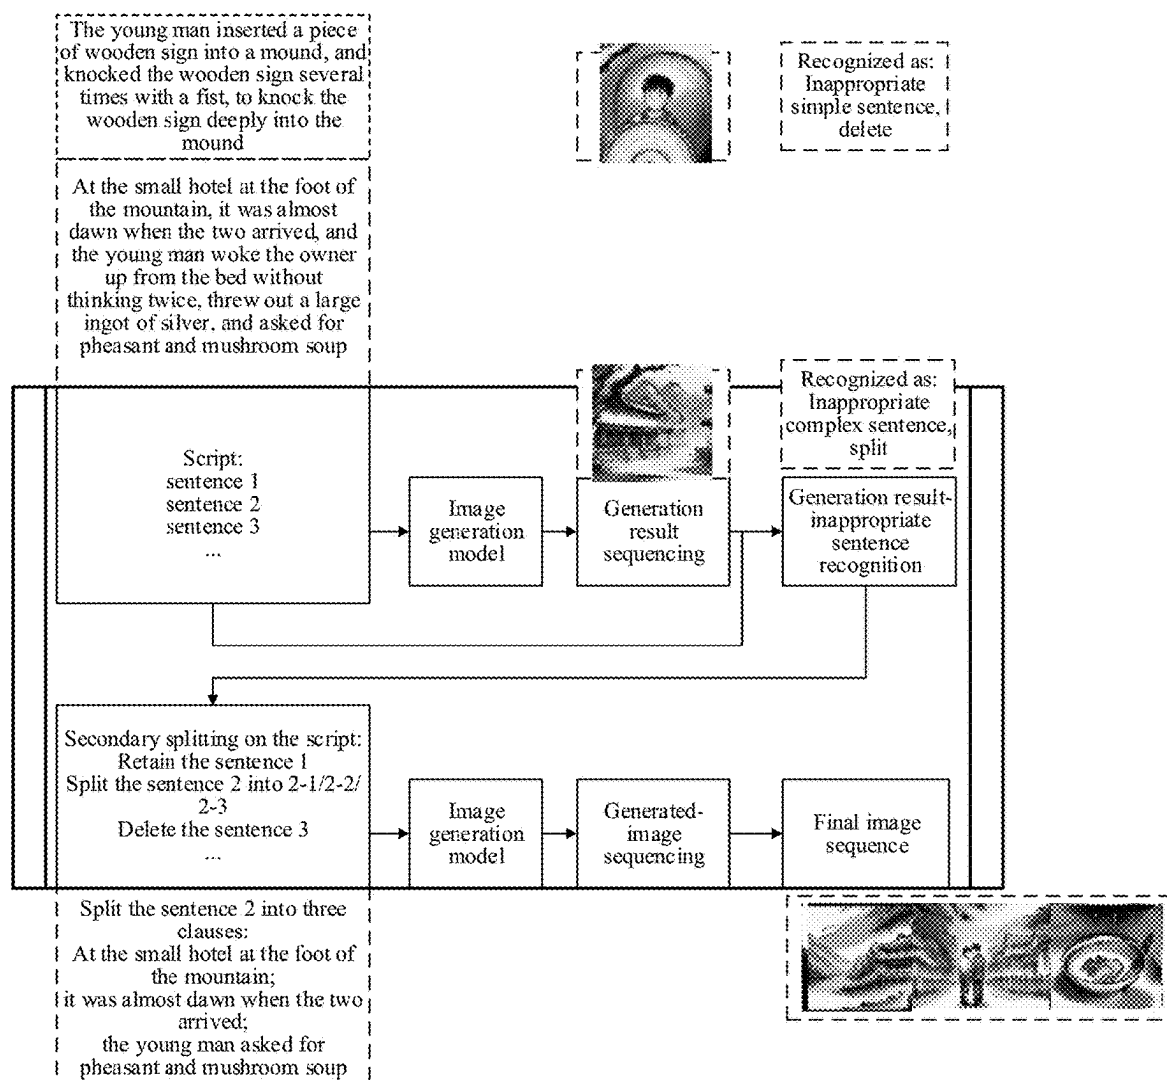 The young man inserted a piece
of wooden sign into a mound, and
knocked the wooden sign several
times with a fist, to knock the
wooden sign deeply into the
mound
Recognized as:
Inappropriate
simple sentence,
delete
At the small hotel at the foot of
the mountain, it was almost
dawn when the two arrived, and
the young man woke the owner
up from the bed without
thinking twice, threw out a large
ingot of silver, and asked for
pheasant and mushroom soup
Recognized as:
Inappropriate
complex sentence,
split
Script:
sentence 1
sentence 2
sentence 3
...
Image
generation
model
Generation
result
sequencing
Generation result-
inappropriate
sentence
recognition
Secondary splitting on the script:
Retain the sentence 1
Split the sentence 2 into 2-1/2-2/
2-3
Delete the sentence 3
...
Image
generation
model
Generated-
image
sequencing
Final image
sequence
Split the sentence 2 into three
clauses:
At the small hotel at the foot of
the mountain;
it was almost dawn when the two
arrived;
the young man asked for
pheasant and mushroom soup